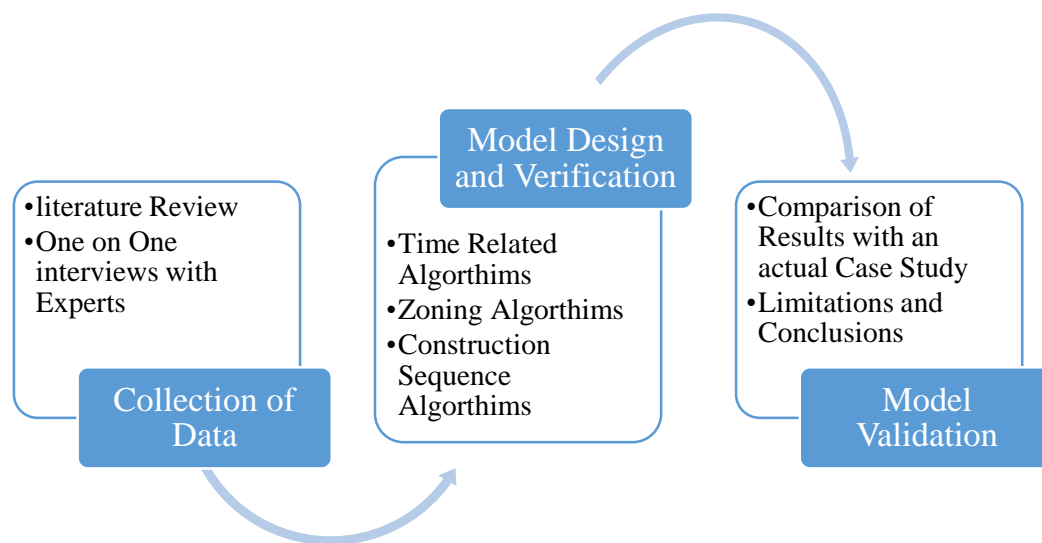 •literature Review
•One on One
interviews with
Experts
Collection of
Data
Model Design
and Verification
•Time Related
Algorthims
•Zoning Algorthims
•Construction
Sequence
Algorthims
•Comparison of
Results with an
actual Case Study
•Limitations and
Conclusions
Model
Validation